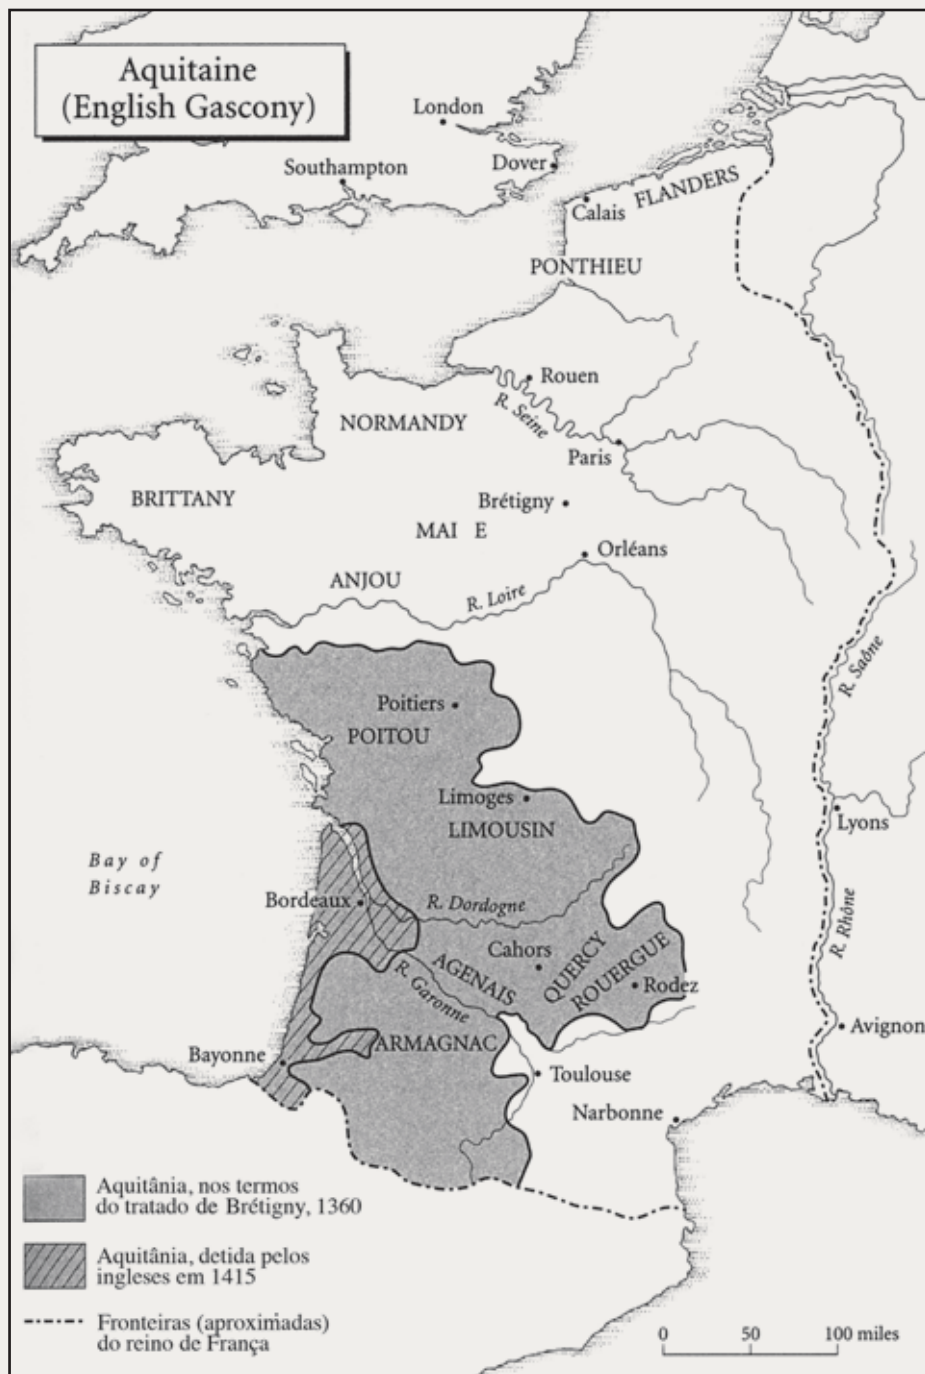 Aquitaine
(English Gascony)
London
Dover
Southampton
FLANDERS
Calais
PONTHIEU
Rouen
R. Seine
NORMANDY
Paris
BRITTANY
Brétigny
MAI E
Orléans
ANJOU
R. Loire
R. Saône
Poitiers
POITOU
Limoges
LIMOUSIN
Lyons
Bay of
Biscay
Bordeaux
R. Dordogne
R. Rhône
Cahors
QUERCY
ROUERGUE
AGENAIS
R. Garonne
Rodez
Avignon
ARMAGNAC
Bayonne
Toulouse
Narbonne
Aquitânia, nos termos
do tratado de Brétigny, 1360
Aquitânia, detida pelos
ingleses em 1415
Fronteiras (aproximadas)
do reino de França
0 50 100 miles